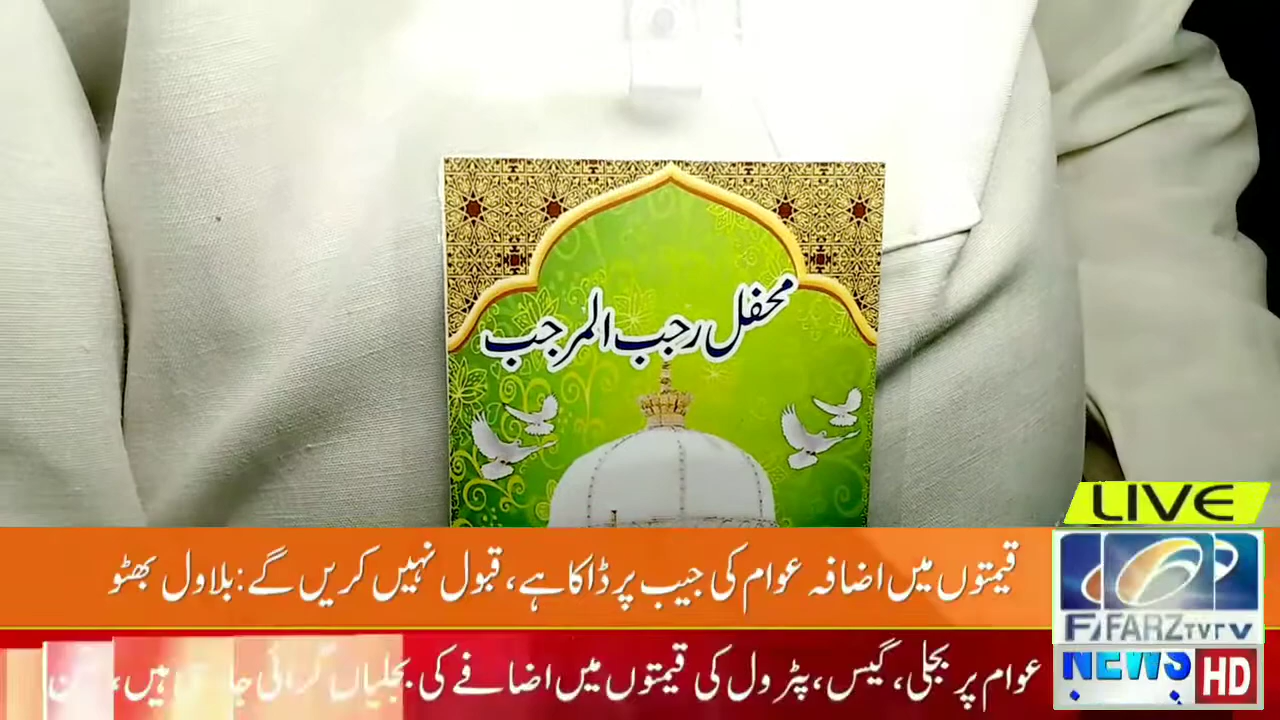 محفل رجب المرجب
LIVE
قیمتوں میں اضافہ عوام کی جیب پر ڈاکا ہے، قبول نہیں کریں گے: بلاول بھٹو
FARZ TV
عوام پر بجلی، گیس، پٹرول کی قیمتوں میں اضافے کی بجلیاں گرائی
NEWS HD